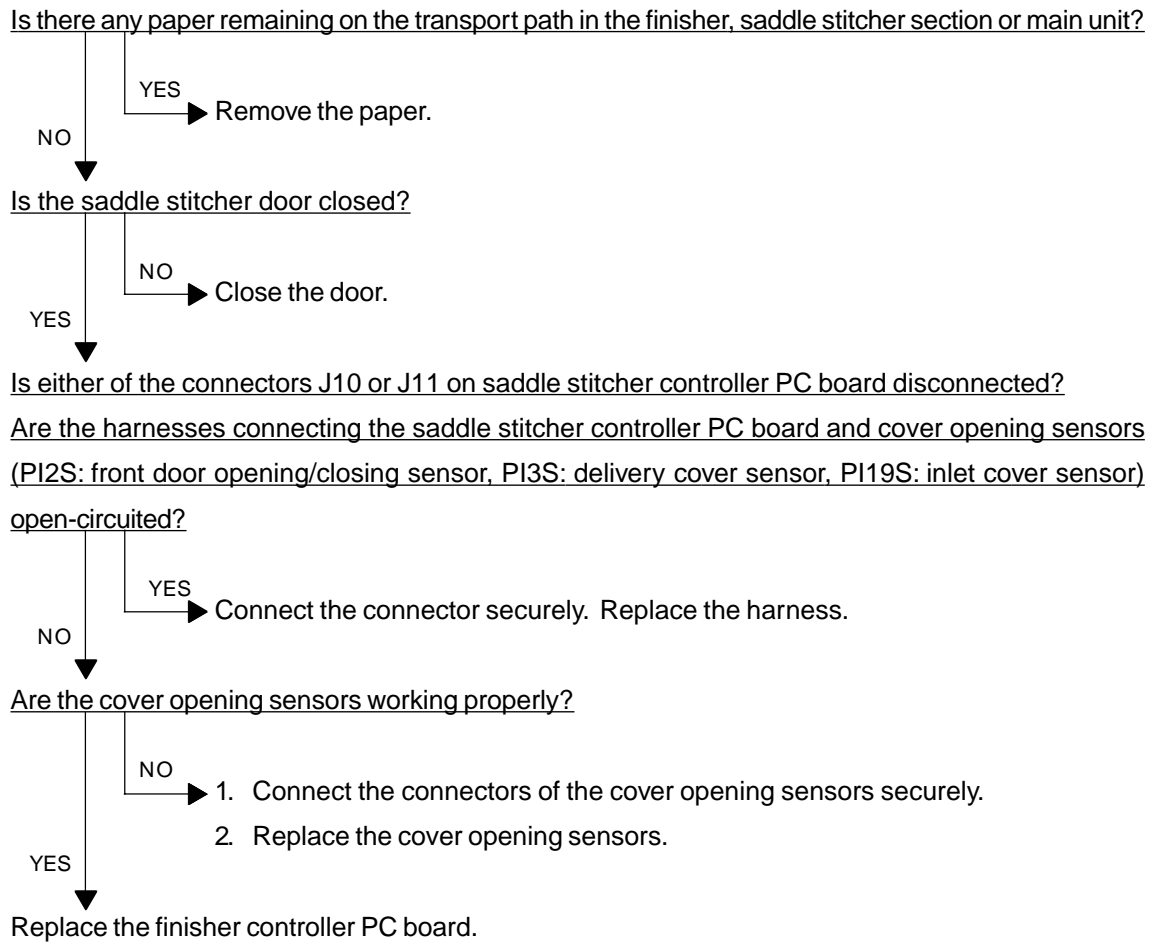 Is there any paper remaining on the transport path in the finisher, saddle stitcher section or main unit?
YES
Remove the paper.
NO
Is the saddle stitcher door closed?
NO
Close the door.
YES
Is either of the connectors J10 or J11 on saddle stitcher controller PC board disconnected?
Are the harnesses connecting the saddle stitcher controller PC board and cover opening sensors
(PI2S: front door opening/closing sensor, PI3S: delivery cover sensor, PI19S: inlet cover sensor)
open-circuited?
YES
Connect the connector securely. Replace the harness.
NO
Are the cover opening sensors working properly?
NO
1. Connect the connectors of the cover opening sensors securely.
2. Replace the cover opening sensors.
YES
Replace the finisher controller PC board.